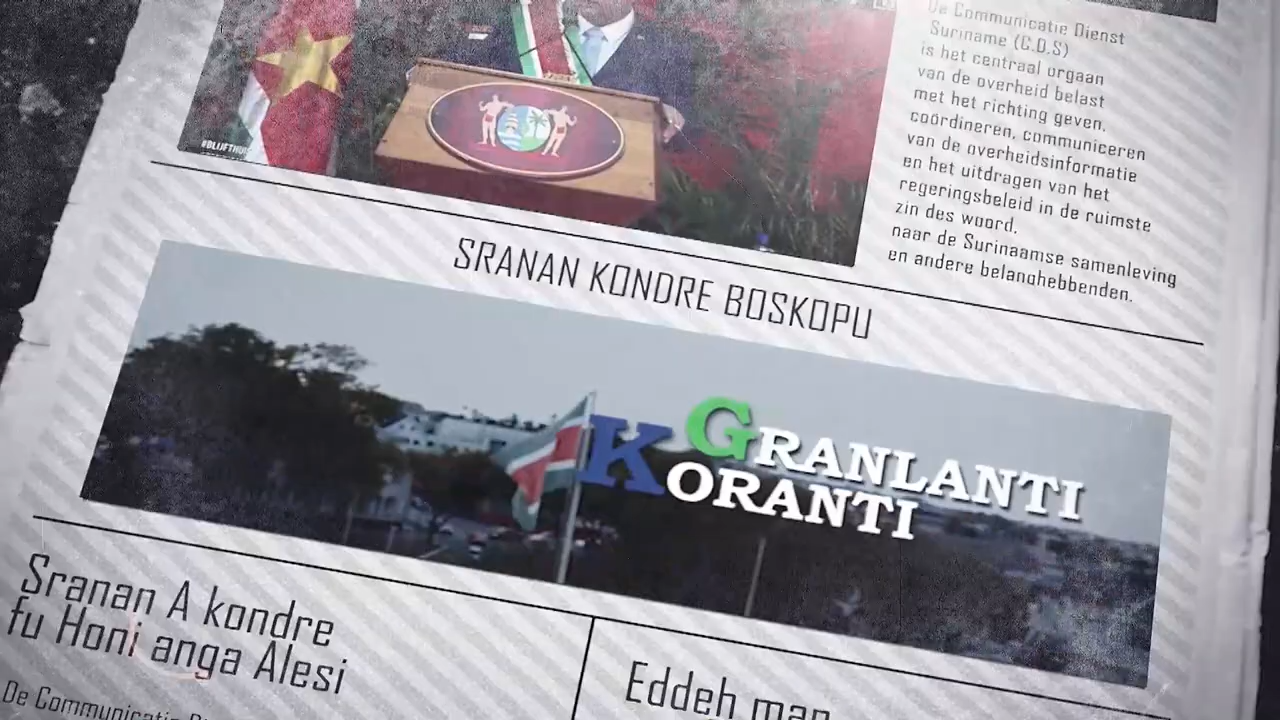 De Communicatie Dienst
Suriname (C.D.S)
is het centraal orgaan
van de overheid belast
met het richting geven,
coördineren, communiceren
van de overheidsinformatie
en het uitdragen van het
regeringsbeleid in de ruimste
zin des woord.
naar de Surinaamse samenleving
en andere belanghebbenden.
SRANAN KONDRE BOSKOPU
GRANLANTI
KORANTI
Sranan A kondre
fu Honi anga Alesi
De Communicatie
Eddeh man